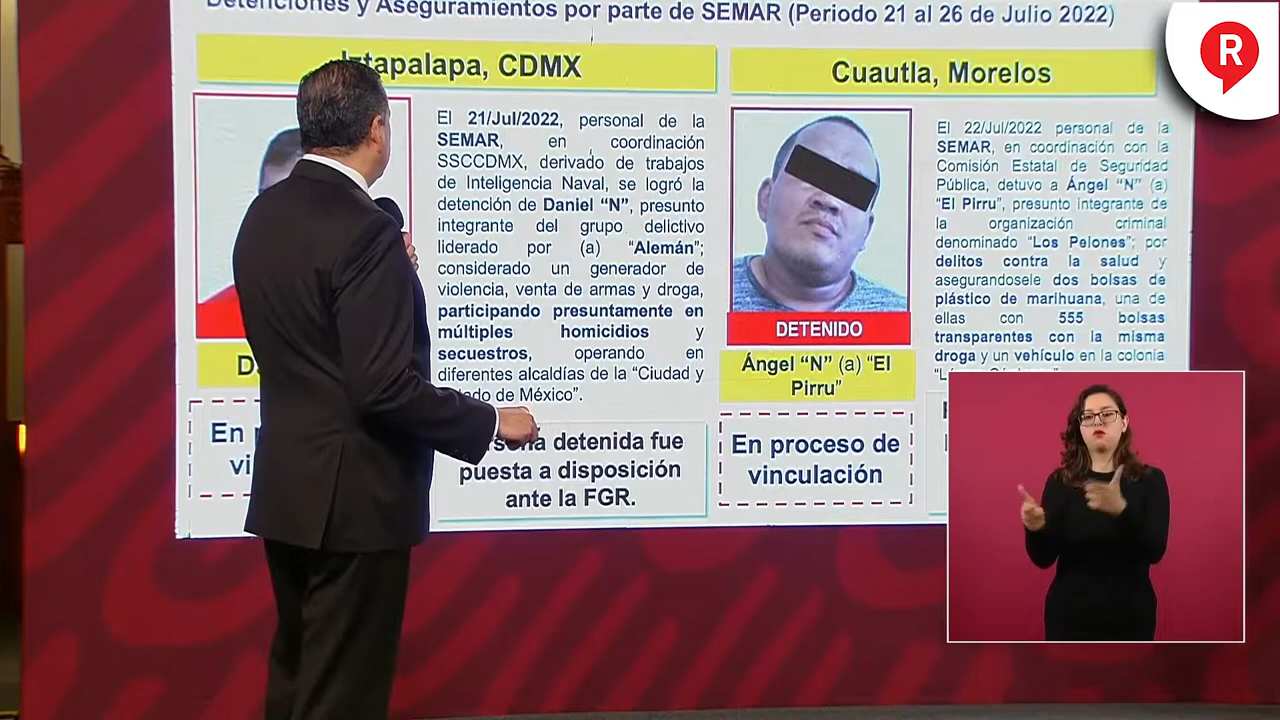 Detenciones y Aseguramientos por parte de SEMAR (Periodo 21 al 26 de Julio 2022)
Iztapalapa, CDMX
El 21/Jul/2022, personal de la
SEMAR, en coordinación
SSCCDMX, derivado de trabajos
de Inteligencia Naval, se logró la
detención de Daniel “N”, presunto
integrante del grupo delictivo
liderado por (a) “Alemán”;
considerado un generador de
violencia, venta de armas y droga,
participando presuntamente en
múltiples homicidios y
secuestros, operando en
diferentes alcaldías de la “Ciudad y
de México”.
En
detenida fue
puesta a disposición
ante la FGR.
Cuautla, Morelos
DETENIDO
Ángel “N” (a) “El
Pirru”
En proceso de
vinculación
El 22/Jul/2022 personal de la
SEMAR, en coordinación con la
Comisión Estatal de Seguridad
Pública, detuvo a Ángel “N” (a)
“El Pirru”, presunto integrante de
la organización criminal
denominado “Los Pelones”; por
delitos contra la salud y
asegurandosele dos bolsas de
plástico de marihuana, una de
ellas con 555 bolsas
transparentes con la misma
droga y un vehículo en la colonia
R